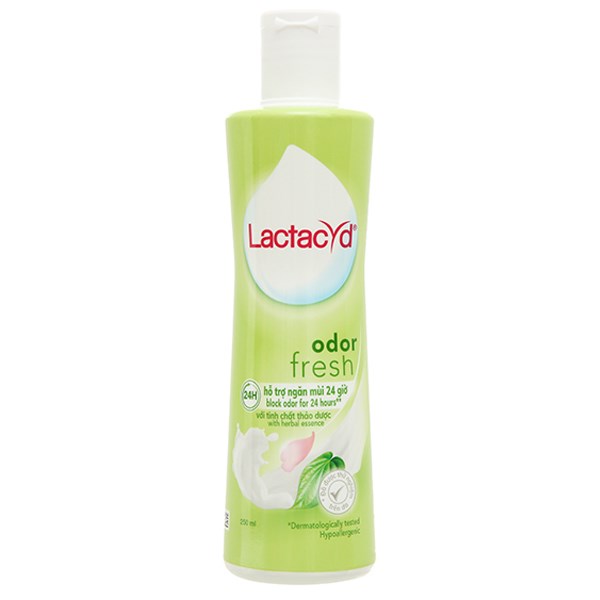 Lactacyd®
odor
fresh
24H
hỗ trợ ngăn mùi 24 giờ
block odor for 24 hours**
với tinh chất thảo dược
with herbal essence
250 ml
*Dermatologically tested
Hypoallergenic